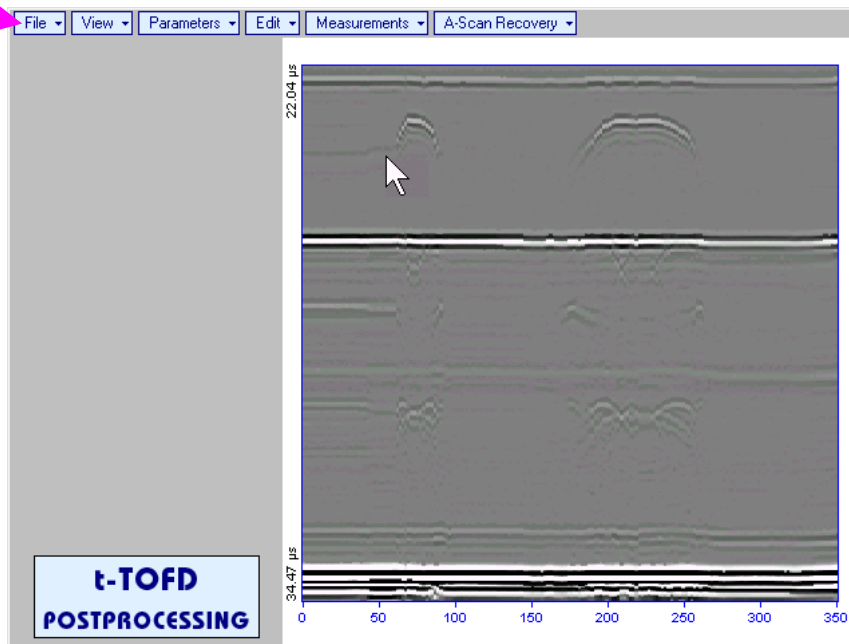 File View Parameters Edit Measurements A-Scan Recovery
22.04 µs
34.47 µs
t-TOFD
POSTPROCESSING
0 50 100 150 200 250 300 350